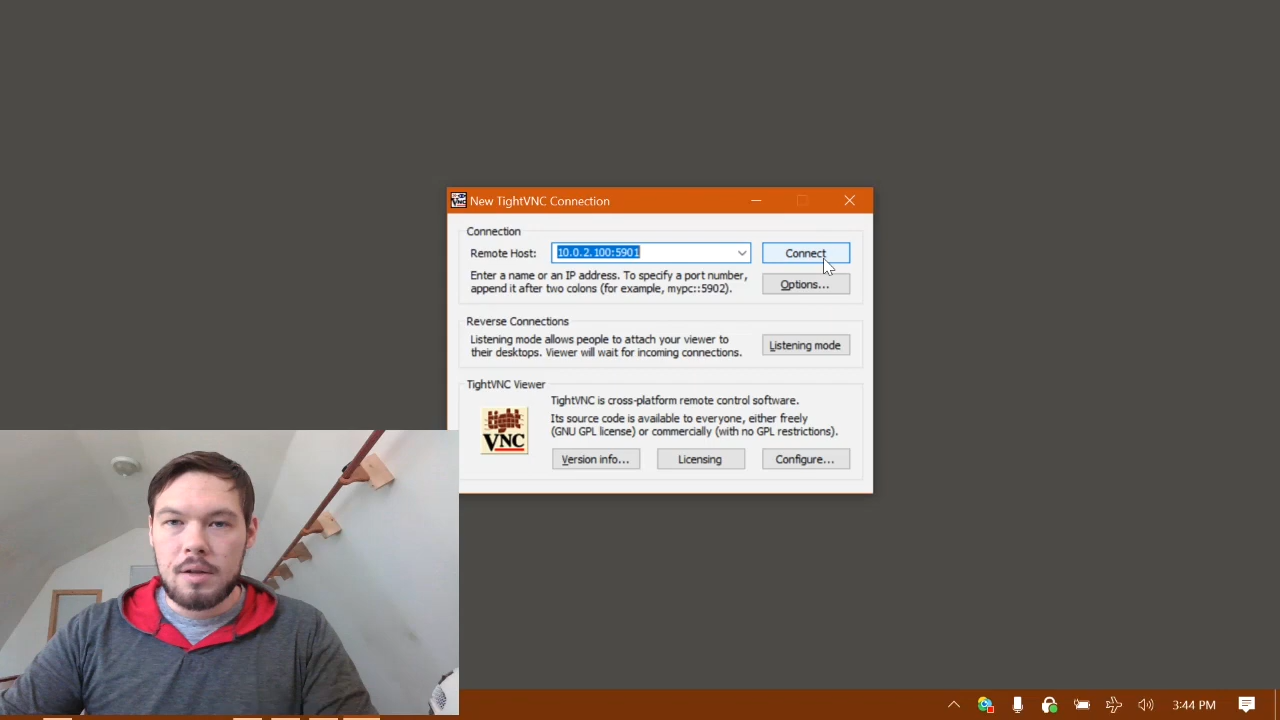 New TightVNC Connection
Connection
Remote Host: 10.0.2.100:5901 Connect
Enter a name or an IP address. To specify a port number,
append it after two colons (for example, mypc::5902).
Options...
Reverse Connections
Listening mode allows people to attach your viewer to
their desktops. Viewer will wait for incoming connections.
Listening mode
TightVNC Viewer
tight
VNC
TightVNC is cross-platform remote control software.
Its source code is available to everyone, either freely
(GNU GPL license) or commercially (with no GPL restrictions).
Version info... Licensing Configure...
3:44 PM